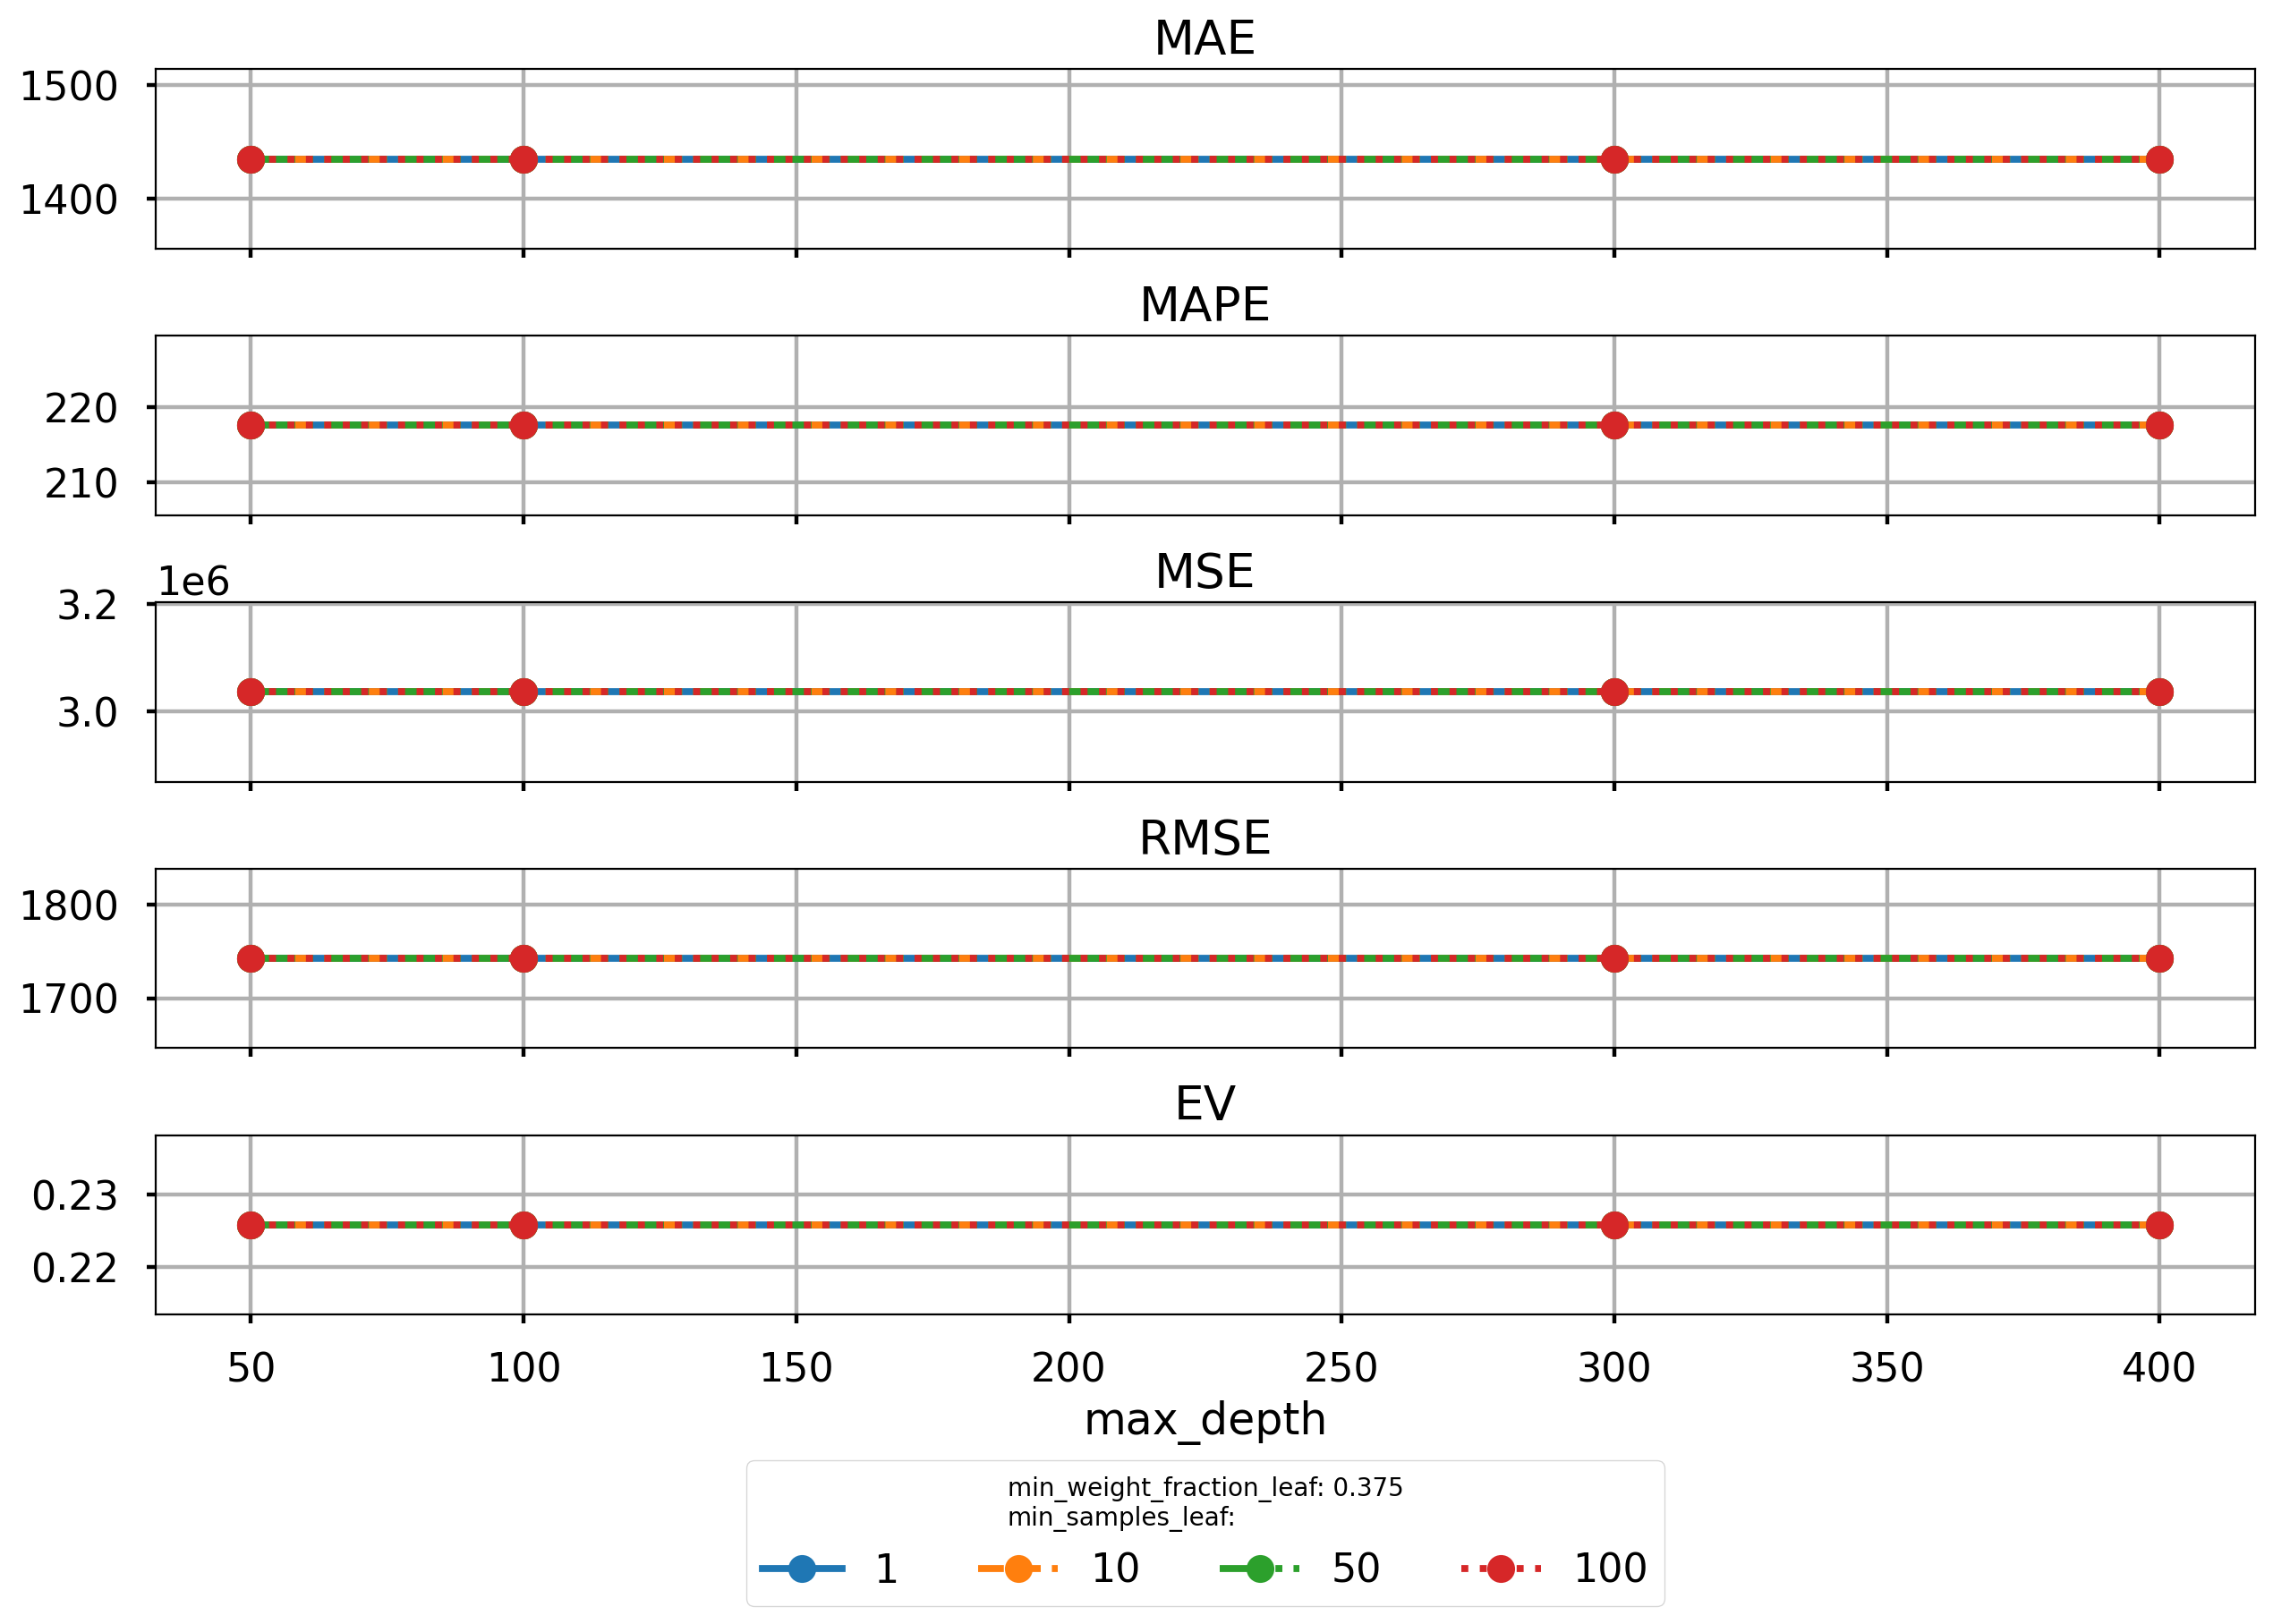 MAE
1500
1400
MAPE
220
210
MSE
1e6
3.2
3.0
RMSE
1800
1700
EV
0.23
0.22
50 100 150 200 250 300 350 400
max_depth
min_weight_fraction_leaf: 0.375
min_samples_leaf:
1 10 50 100